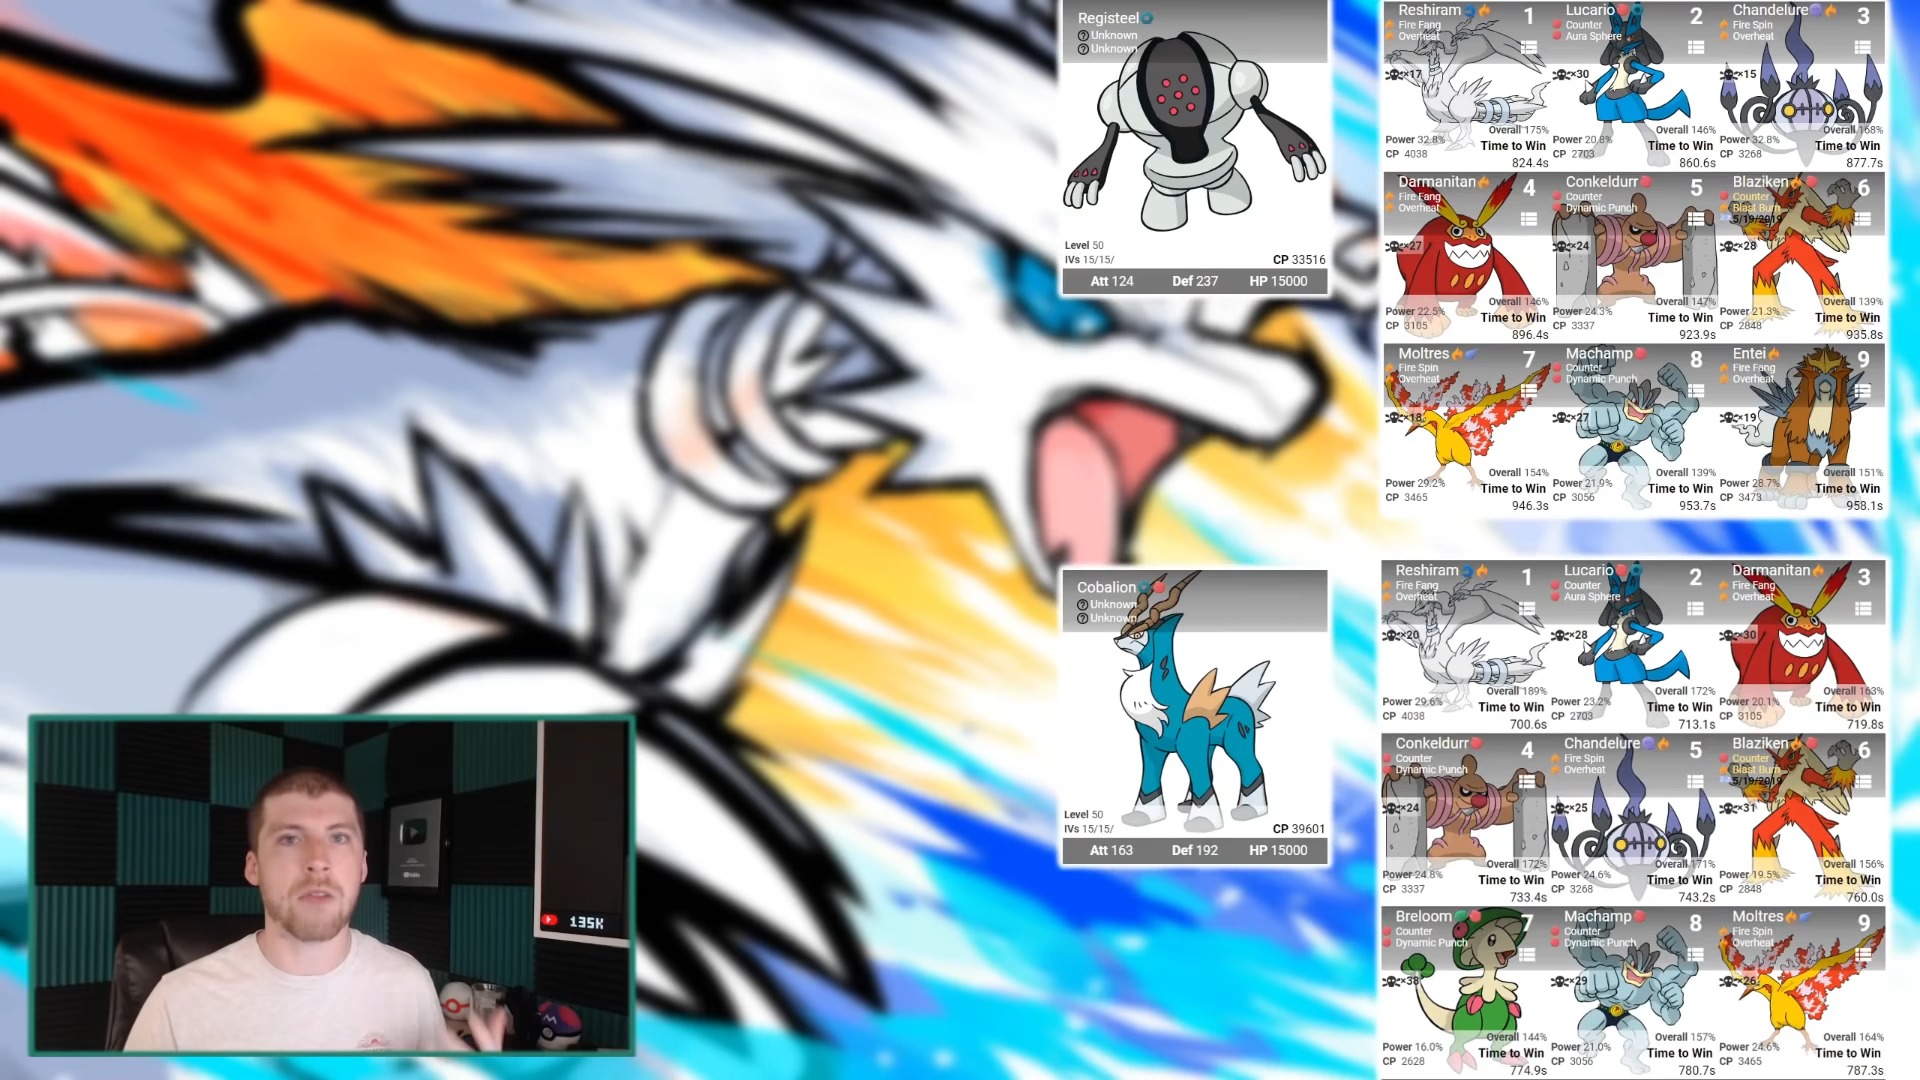 Registeel
Unknown
Unknown
Level 50
IVs 15/15/
CP 33516
Att 124 Def 237 HP 15000
Reshiram 1
Fire Fang
Overheat
×17
Overall 175%
Power 32.8%
Time to Win
CP 4038
824.4s
Lucario 2
Counter
Aura Sphere
×30
Overall 146%
Power 20.8%
Time to Win
CP 2703
860.6s
Chandelure 3
Fire Spin
Overheat
×15
Overall 168%
Power 32.8%
Time to Win
CP 3268
877.7s
Darmanitan 4
Fire Fang
Overheat
×27
Overall 146%
Power 22.5%
Time to Win
CP 3105
896.4s
Conkeldurr 5
Counter
Dynamic Punch
×24
Overall 147%
Power 24.3%
Time to Win
CP 3337
923.9s
Blaziken 6
Counter
Blast Burn
5/19/2019
×28
Overall 139%
Power 21.3%
Time to Win
CP 2848
935.8s
Moltres 7
Fire Spin
Overheat
×18
Overall 154%
Power 29.2%
Time to Win
CP 3465
946.3s
Machamp 8
Counter
Dynamic Punch
×27
Overall 139%
Power 21.9%
Time to Win
CP 3056
953.7s
Entei 9
Fire Fang
Overheat
×19
Overall 151%
Power 28.7%
Time to Win
CP 3473
958.1s
Cobalion
Unknown
Unknown
Level 50
IVs 15/15/
CP 39601
Att 163 Def 192 HP 15000
Reshiram 1
Fire Fang
Overheat
×20
Overall 189%
Power 29.6%
Time to Win
CP 4038
700.6s
Lucario 2
Counter
Aura Sphere
×28
Overall 172%
Power 23.2%
Time to Win
CP 2703
713.1s
Darmanitan 3
Fire Fang
Overheat
×30
Overall 163%
Power 20.1%
Time to Win
CP 3105
719.8s
Conkeldurr 4
Counter
Dynamic Punch
×24
Overall 172%
Power 24.8%
Time to Win
CP 3337
733.4s
Chandelure 5
Fire Spin
Overheat
×25
Overall 171%
Power 24.6%
Time to Win
CP 3268
743.2s
Blaziken 6
Counter
Blast Burn
5/19/2019
×31
Overall 156%
Power 19.5%
Time to Win
CP 2848
760.0s
Breloom 7
Counter
Dynamic Punch
×38
Overall 144%
Power 16.0%
Time to Win
CP 2628
774.9s
Machamp 8
Counter
Dynamic Punch
×29
Overall 157%
Power 21.0%
Time to Win
CP 3056
780.7s
Moltres 9
Fire Spin
Overheat
×26
Overall 164%
Power 24.6%
Time to Win
CP 3465
787.3s
135K